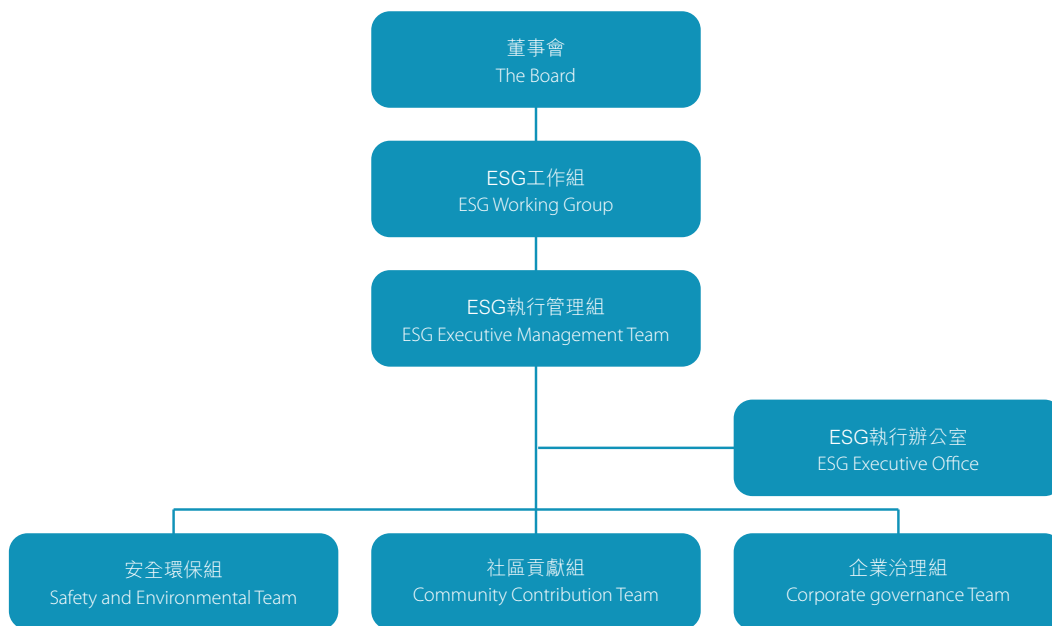 董事會
The Board
ESG工作組
ESG Working Group
ESG執行管理組
ESG Executive Management Team
ESG執行辦公室
ESG Executive Office
安全環保組
Safety and Environmental Team
社區貢獻組
Community Contribution Team
企業治理組
Corporate governance Team